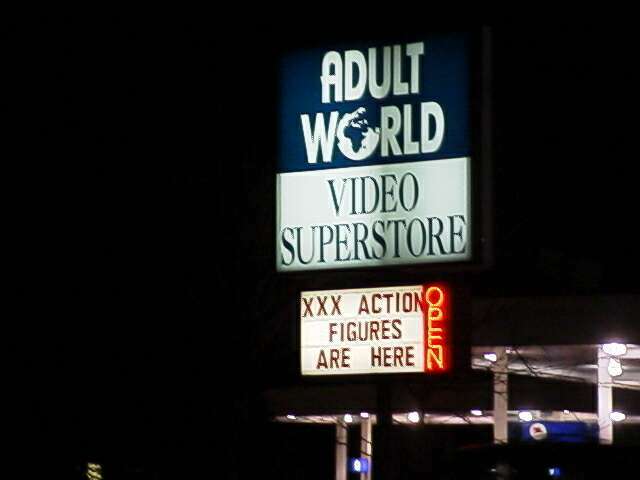 ADULT
WORLD
VIDEO
SUPERSTORE
XXX ACTION
FIGURES
ARE HERE
OPEN